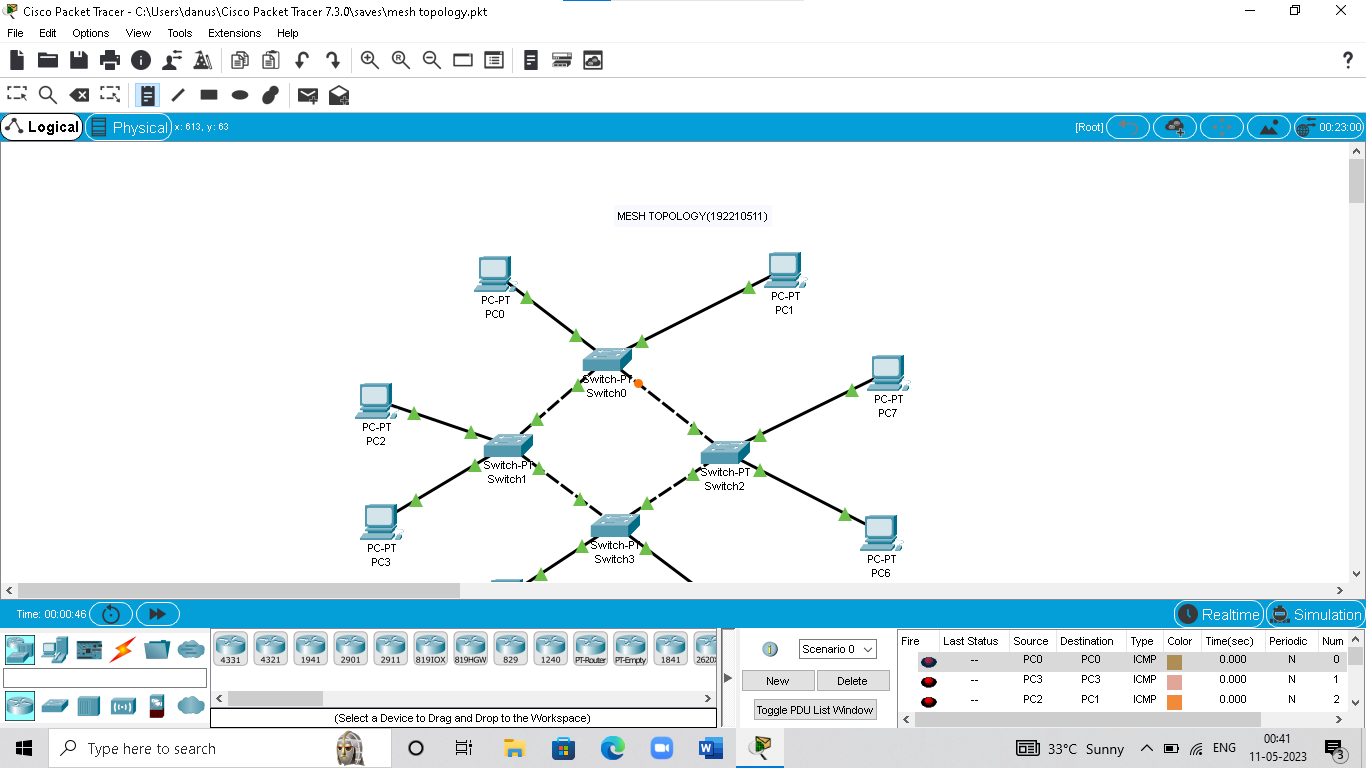 Cisco Packet Tracer - C:\Users\danus\Cisco Packet Tracer 7.3.0\saves\mesh topology.pkt
File Edit Options View Tools Extensions Help
?
Logical Physical x: 613, y: 63 [Root] 00:23:00
MESH TOPOLOGY(192210511)
PC-PT
PC0
PC-PT
PC1
Switch-PT
Switch0
PC-PT
PC7
PC-PT
PC2
Switch-PT
Switch1
Switch-PT
Switch2
PC-PT
PC3
Switch-PT
Switch3
PC-PT
PC6
Time: 00:00:46 Realtime Simulation
4331 4321 1941 2901 2911 819IOX 819HGW 829 1240 PT-Router PT-Empty 1841 2620X
(Select a Device to Drag and Drop to the Workspace)
Scenario 0
New Delete
Toggle PDU List Window
Fire Last Status Source Destination Type Color Time(sec) Periodic Num
-- PC0 PC0 ICMP 0.000 N 0
-- PC3 PC3 ICMP 0.000 N 1
-- PC2 PC1 ICMP 0.000 N 2
Type here to search
33°C Sunny ENG 00:41
11-05-2023
3